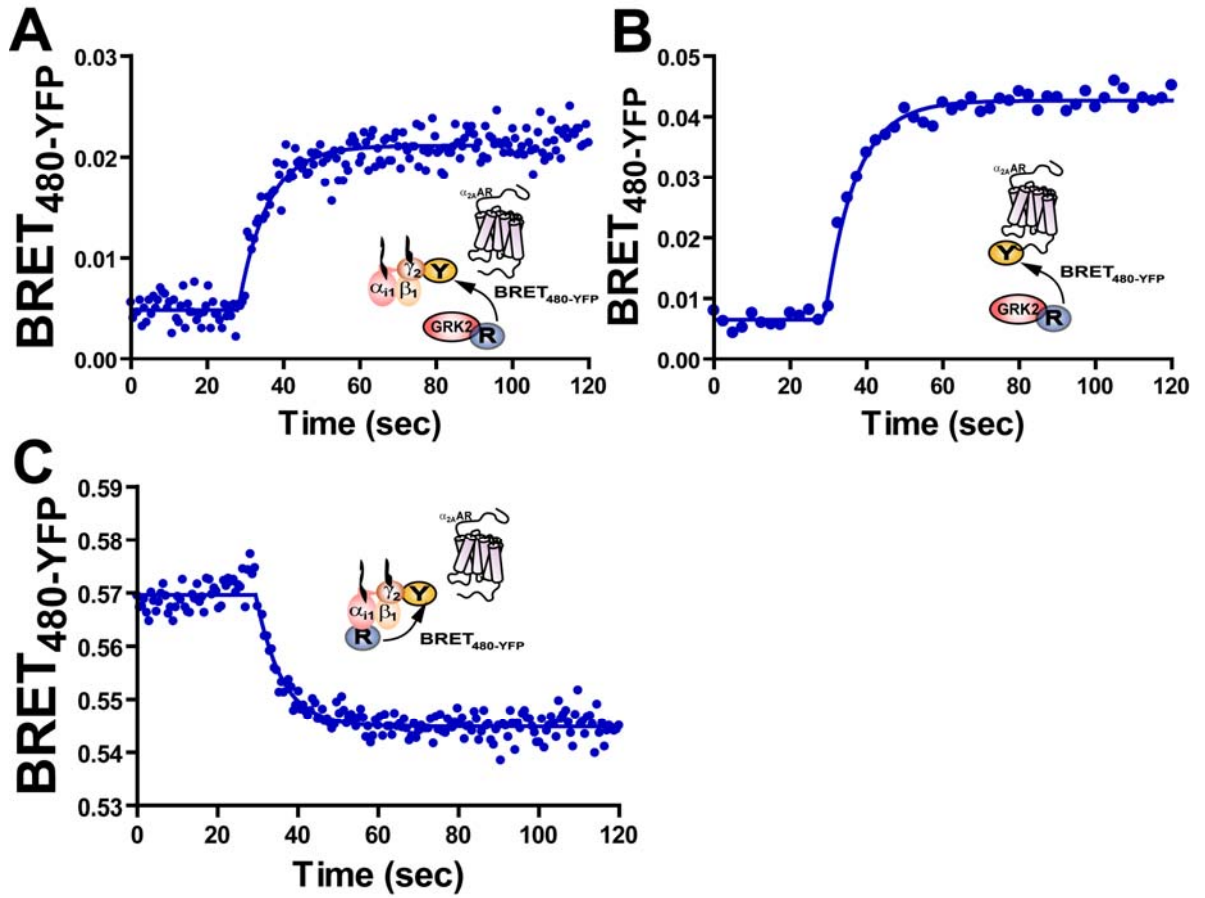 A
BRET480-YFP
0.03
0.02
0.01
0.00
0 20 40 60 80 100 120
Time (sec)
α2AAR
γ2 Y
αi1 β1
BRET480-YFP
GRK2 R
B
BRET480-YFP
0.05
0.04
0.03
0.02
0.01
0.00
0 20 40 60 80 100 120
Time (sec)
α2AAR
Y
BRET480-YFP
GRK2 R
C
BRET480-YFP
0.59
0.58
0.57
0.56
0.55
0.54
0.53
0 20 40 60 80 100 120
Time (sec)
α2AAR
γ2 Y
αi1 β1
R
BRET480-YFP